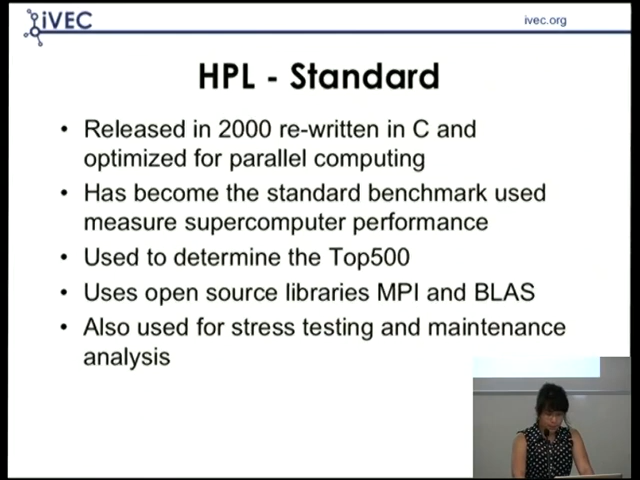 iVEC
ivec.org
HPL - Standard
• Released in 2000 re-written in C and
optimized for parallel computing
• Has become the standard benchmark used
measure supercomputer performance
• Used to determine the Top500
• Uses open source libraries MPI and BLAS
• Also used for stress testing and maintenance
analysis